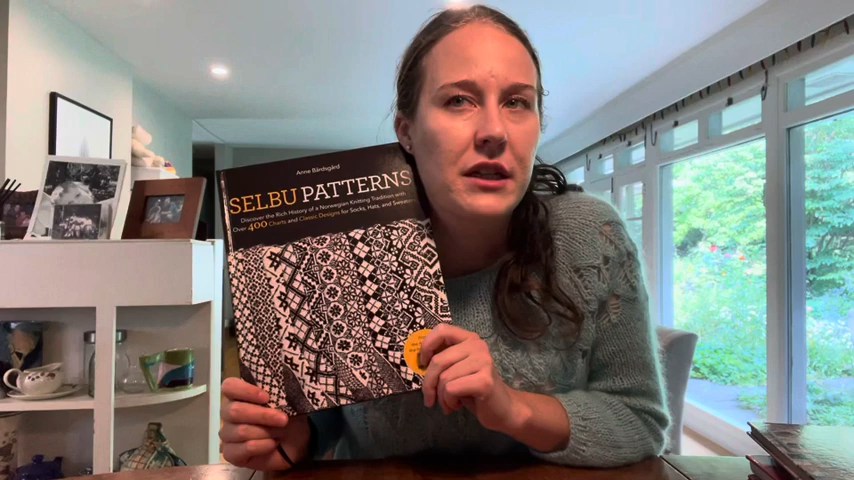 Anne Bårdsgård
SELBU PATTERNS
Discover the Rich History of a Norwegian Knitting Tradition with
Over 400 Charts and Classic Designs for Socks, Hats, and Sweaters